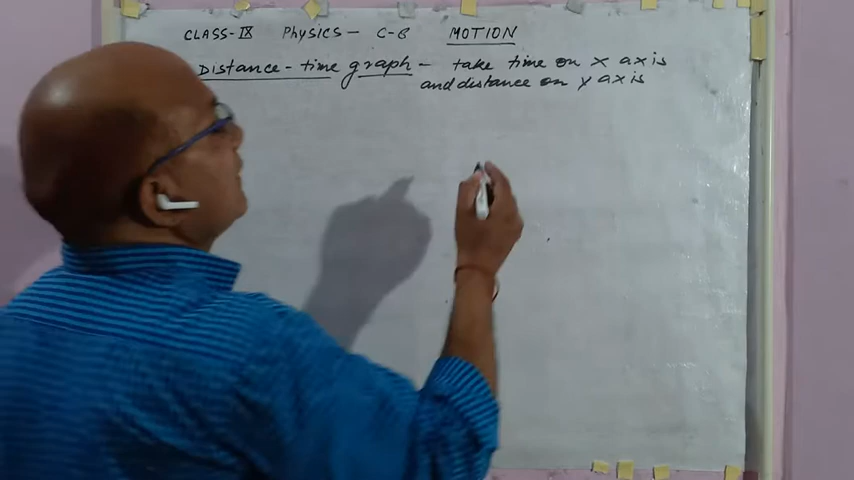 CLASS-IX Physics- C-8 MOTION
Distance-time graph- take time on x axis
and distance on y axis